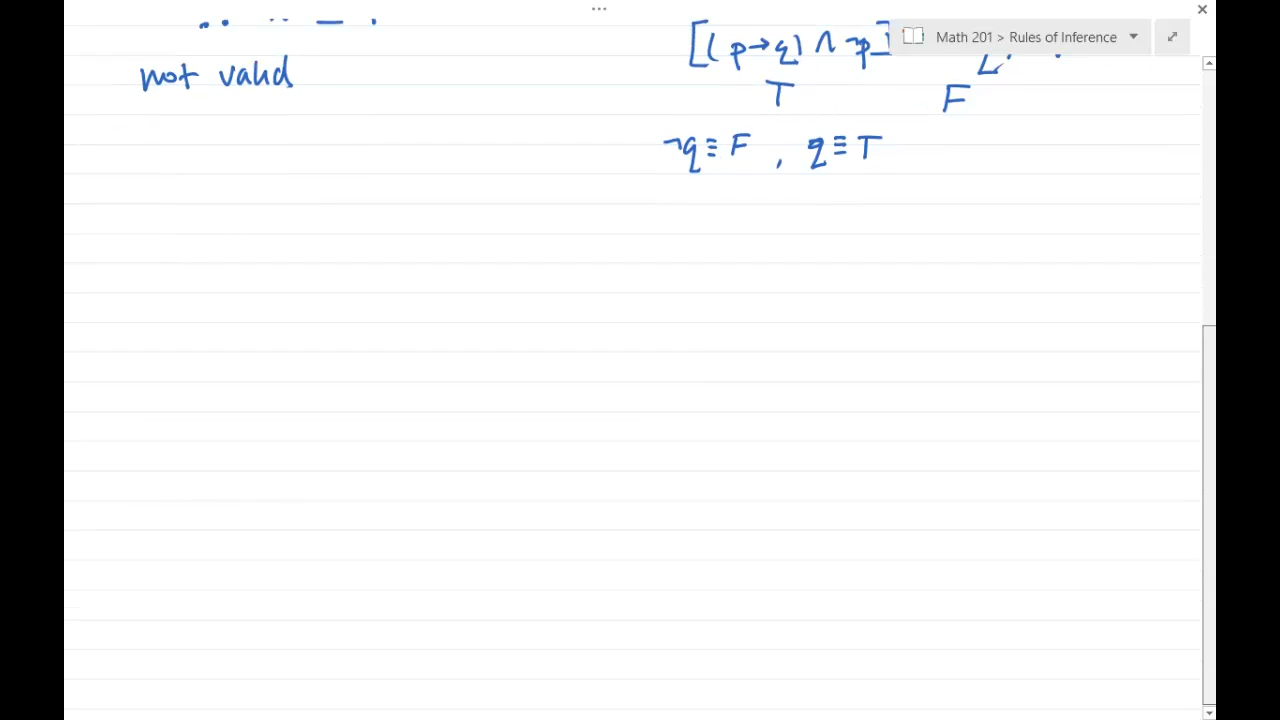 Math 201 > Rules of Inference
[(p→q) ∧ ¬p]
not valid
T F
¬q ≡ F , q ≡ T